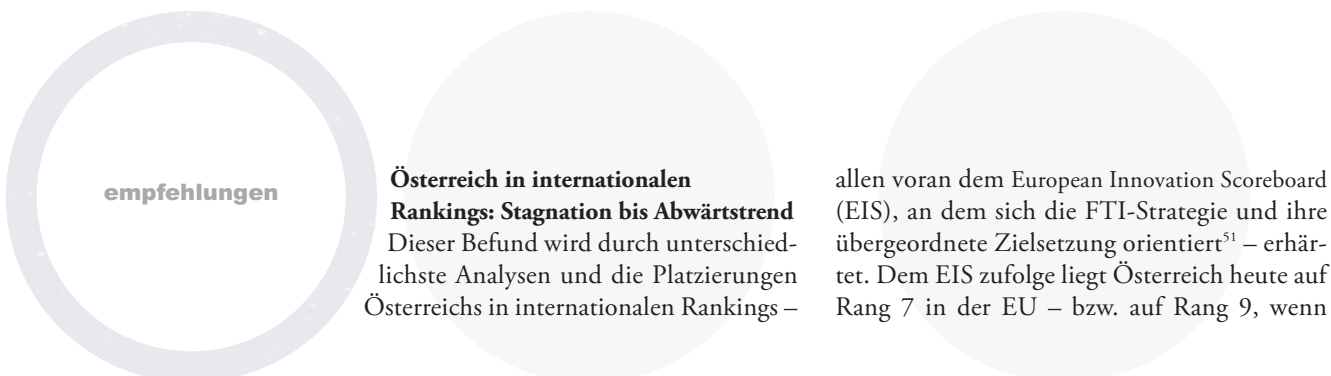 empfehlungen
Österreich in internationalen
Rankings: Stagnation bis Abwärtstrend
Dieser Befund wird durch unterschied-
lichste Analysen und die Platzierungen
Österreichs in internationalen Rankings –
allen voran dem European Innovation Scoreboard
(EIS), an dem sich die FTI-Strategie und ihre
übergeordnete Zielsetzung orientiert⁵¹ – erhär-
tet. Dem EIS zufolge liegt Österreich heute auf
Rang 7 in der EU – bzw. auf Rang 9, wenn